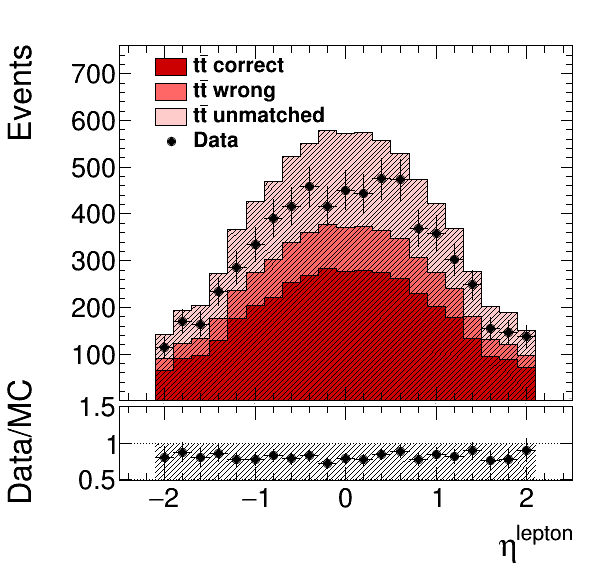 Events
700
600
500
400
300
200
100
tt̄ correct
tt̄ wrong
tt̄ unmatched
Data
Data/MC
1.5
1
0.5
−2 −1 0 1 2
η^lepton